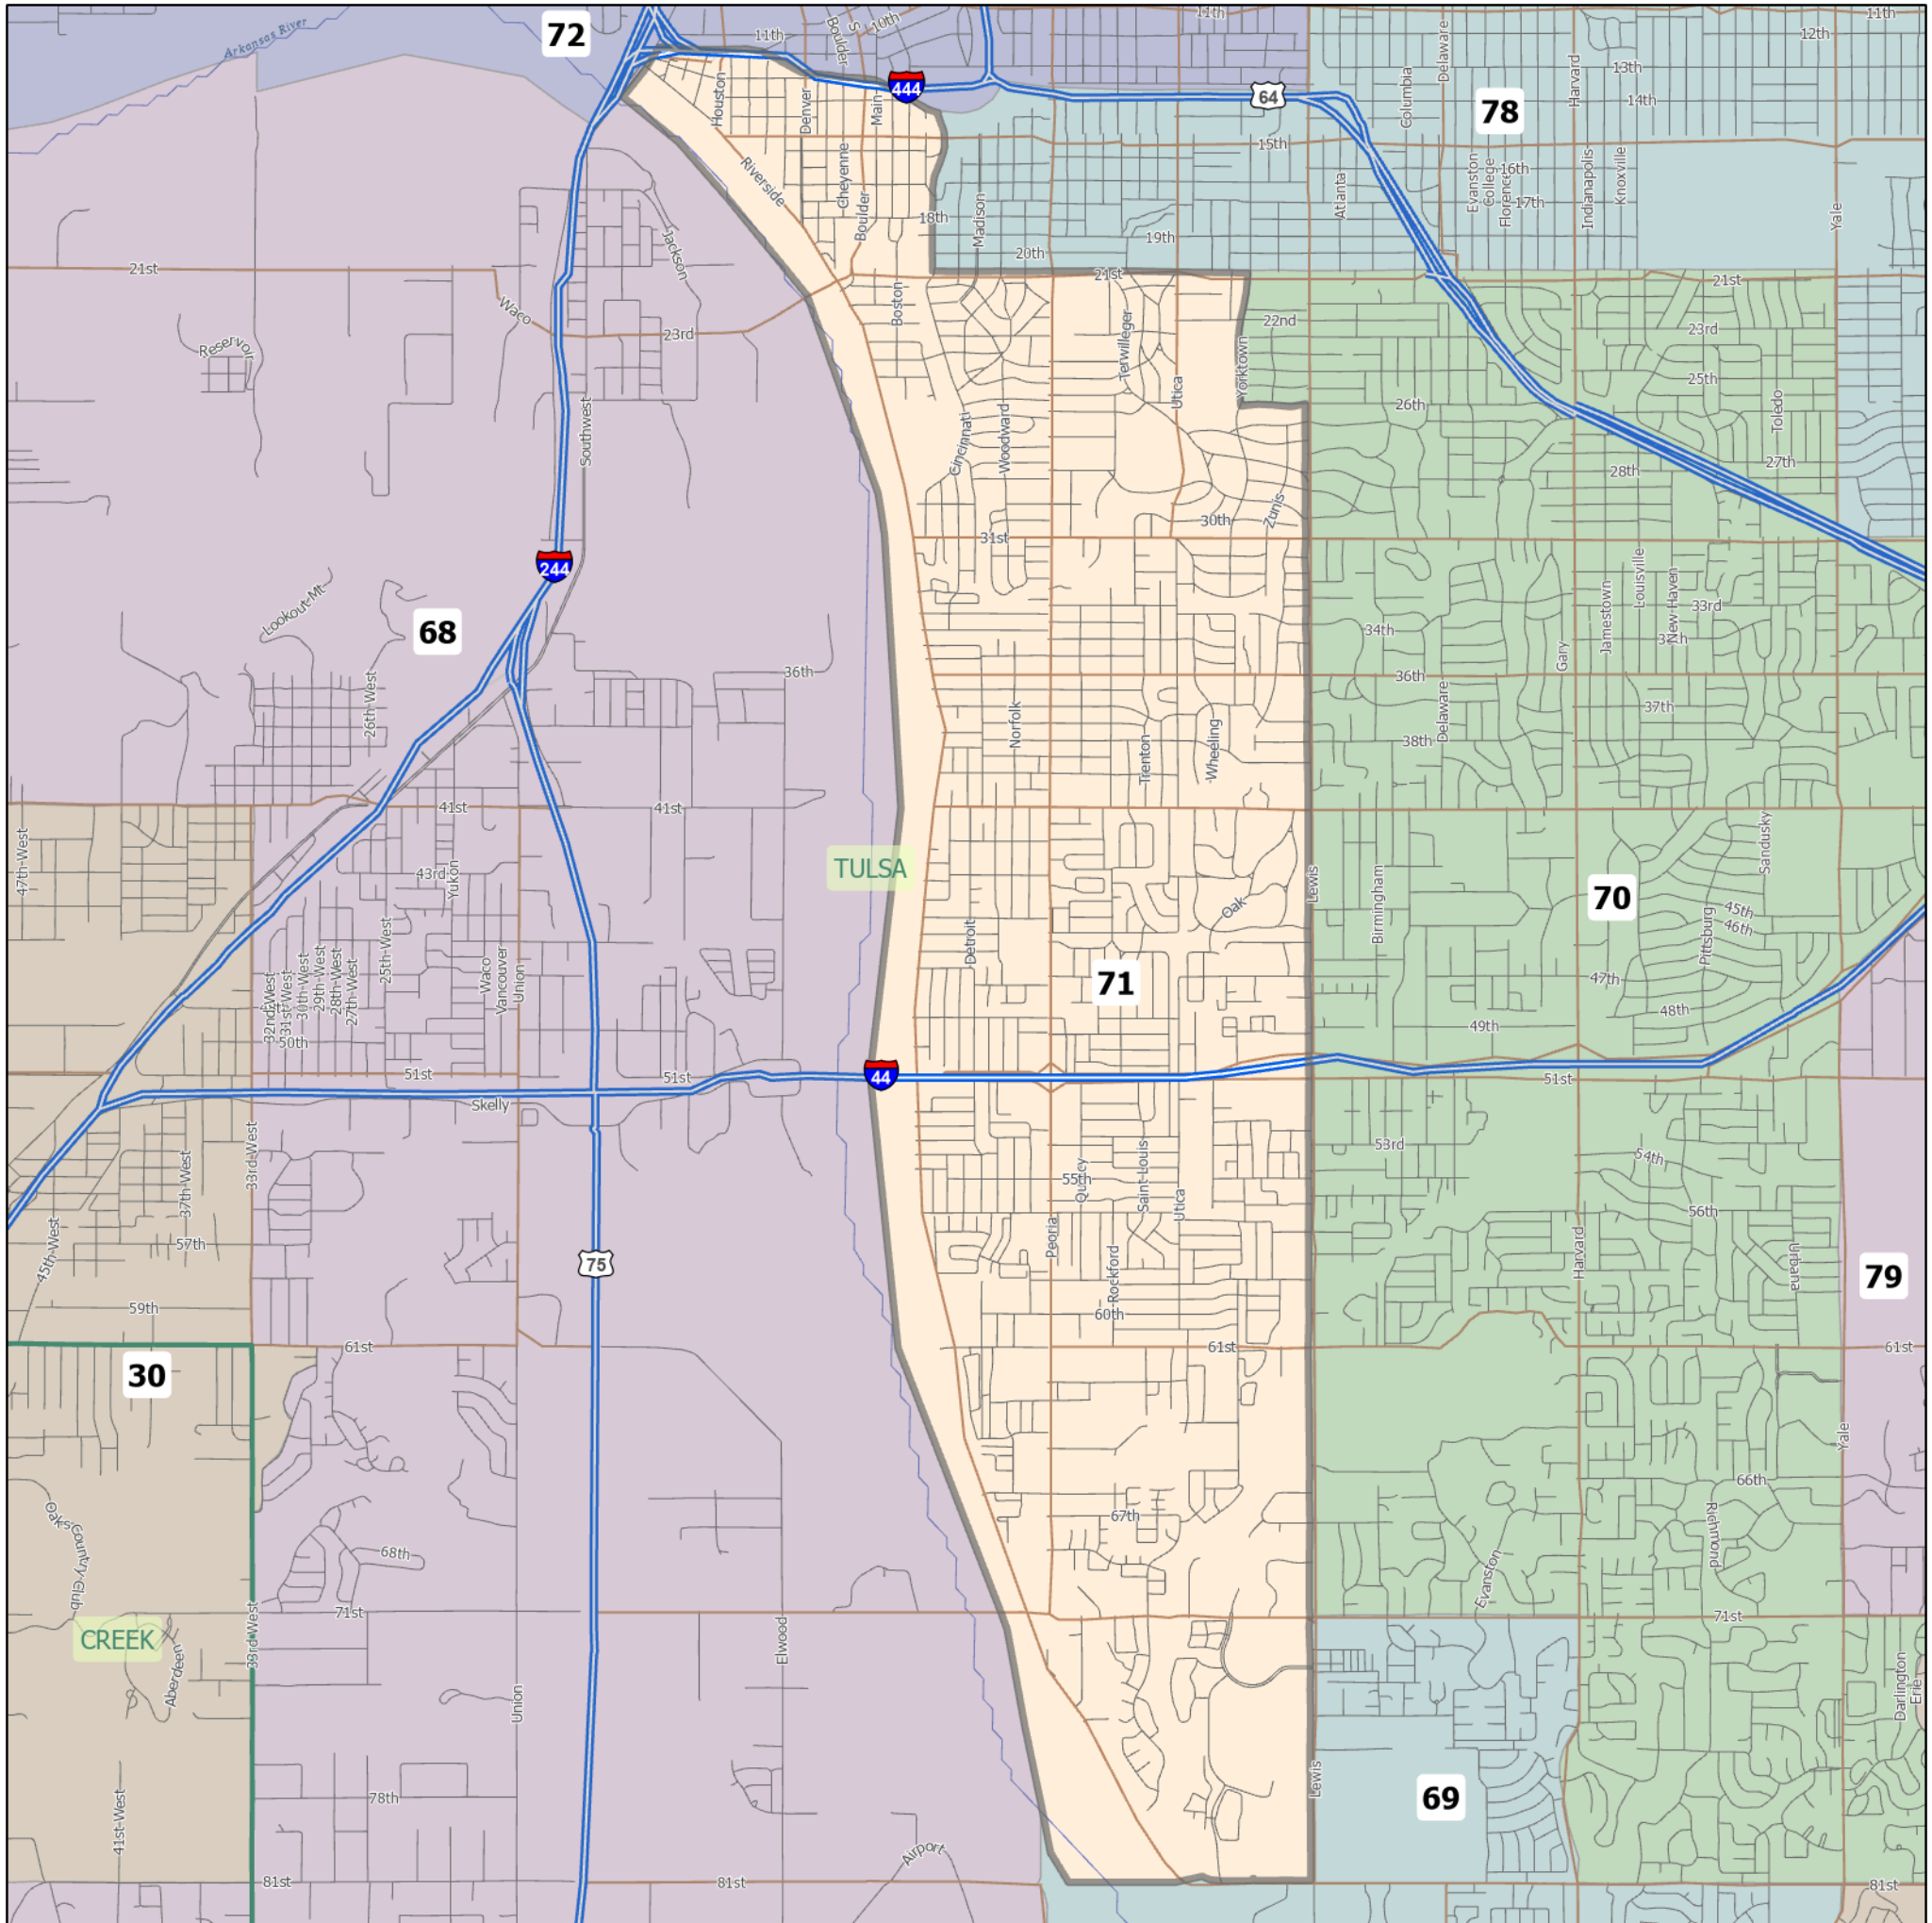 Arkansas River
72
11th
Boulder
S
10th
11th
11th
12th
Delaware
Harvard
13th
14th
Columbia
78
Houston
Denver
Main
444
64
15th
Riverside
Cheyenne
Boulder
18th
Madison
19th
20th
Atlanta
Evanston
College
Florence
16th
17th
Indianapolis
Knoxville
Yale
21st
Jackson
21st
21st
Waco
23rd
Reservoir
Boston
Terwilleger
Utica
22nd
Yorktown
23rd
25th
26th
Toledo
27th
28th
Southwest
Cincinnati
Woodward
30th
Zunis
31st
244
Lookout Mt
68
34th
Jamestown
Louisville
New Haven
33rd
Gary
36th
36th
26th West
Norfolk
Trenton
Wheeling
Delaware
37th
38th
41st
41st
47th West
43rd
Yukon
TULSA
Lewis
Birmingham
Sandusky
70
45th
46th
Pittsburg
Oak
Detroit
71
25th West
32nd West
31st West
30th West
29th West
28th West
27th West
Waco
Vancouver
Union
47th
48th
49th
50th
51st
51st
44
51st
Skelly
33rd West
37th West
53rd
54th
55th
Quincy
Saint Louis
Utica
56th
Peoria
Rockford
Harvard
Urbana
57th
45th West
75
79
59th
60th
61st
61st
61st
30
Yale
66th
67th
Oaks Country Club
68th
Richmond
Evanston
71st
71st
CREEK
Aberdeen
33rd West
Elwood
Union
Darlington
Erie
Lewis
69
78th
41st West
Airport
81st
81st
81st